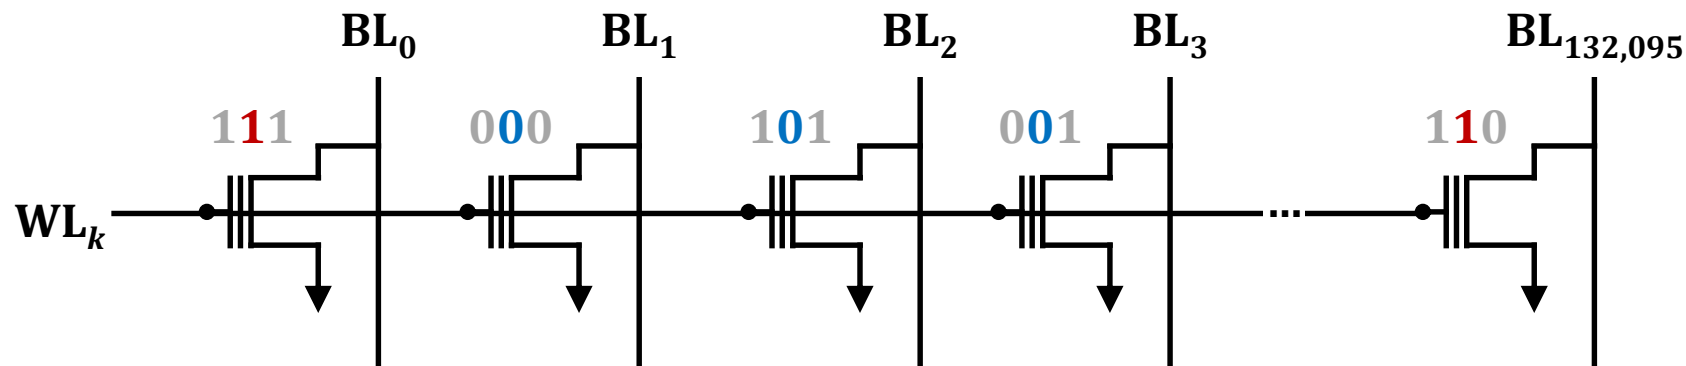 BL₀ BL₁ BL₂ BL₃ BL₁₃₂,₀₉₅
111 000 101 001 110
WLₖ